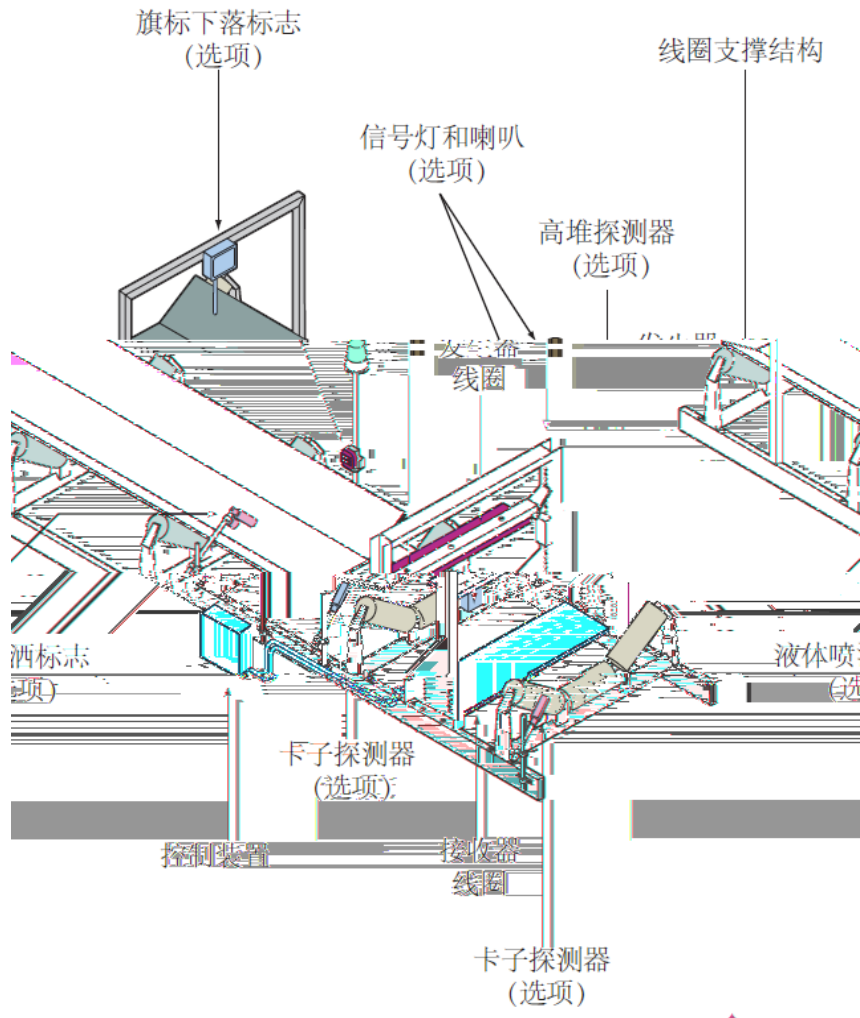 旗标下落标志
(选项)
线圈支撑结构
信号灯和喇叭
(选项)
高堆探测器
(选项)
发生器
线圈
洒标志
液体喷
卡子探测器
(选项)
控制装置
接收器
线圈
卡子探测器
(选项)